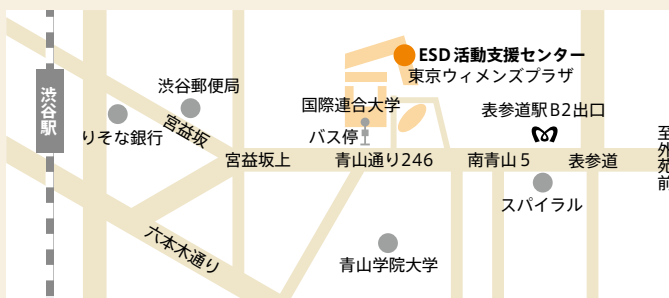 ESD活動支援センター
東京ウィメンズプラザ
渋谷郵便局
国際連合大学
表参道駅B2出口
渋谷駅
りそな銀行
宮益坂
バス停
宮益坂上
青山通り246
南青山5
表参道
至外苑前
スパイラル
六本木通り
青山学院大学